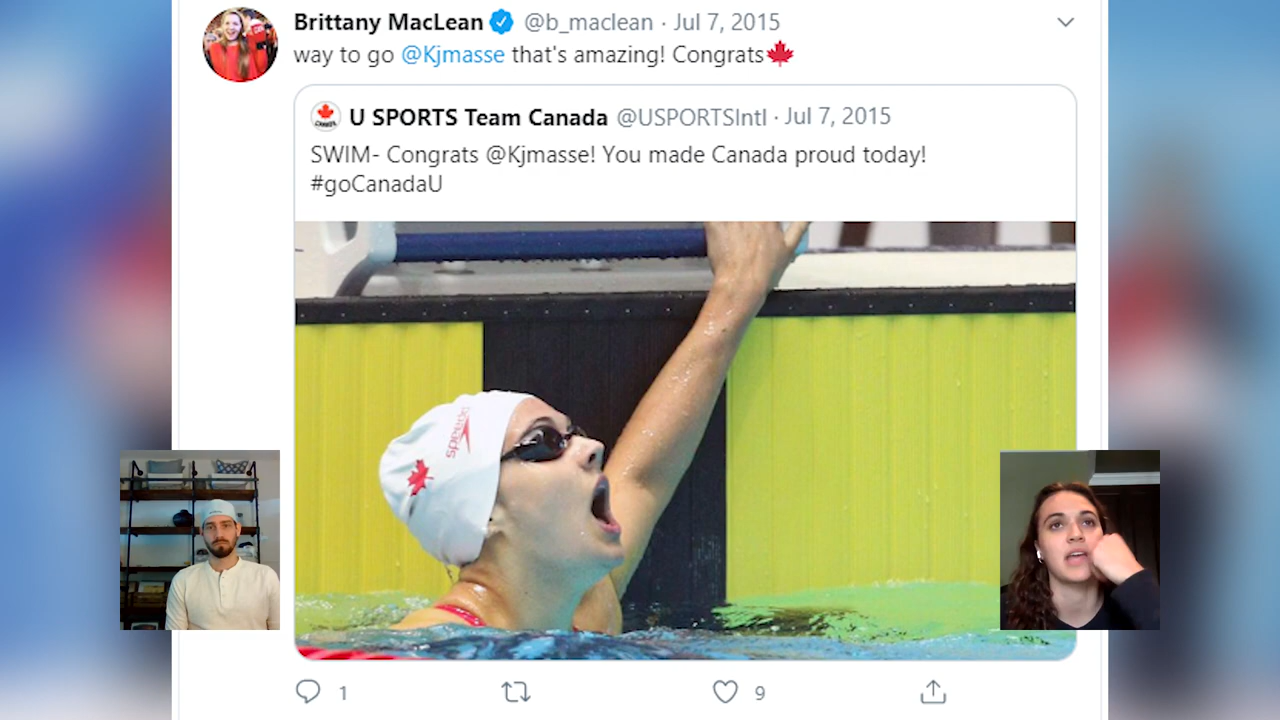 Brittany MacLean @b_maclean · Jul 7, 2015
way to go @Kjmasse that's amazing! Congrats
U SPORTS Team Canada @USPORTSIntl · Jul 7, 2015
SWIM- Congrats @Kjmasse! You made Canada proud today!
#goCanadaU
speedo
1
9